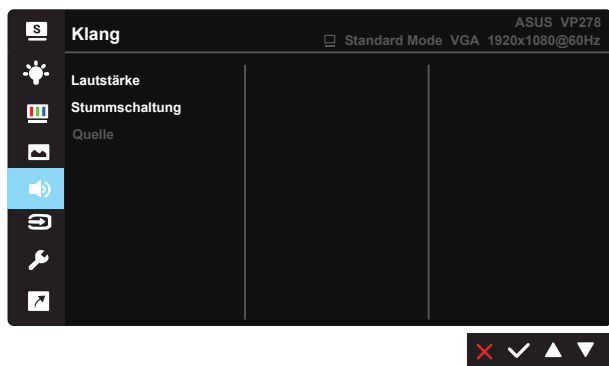 S
Klang
ASUS VP278
Standard Mode VGA 1920x1080@60Hz
Lautstärke
Stummschaltung
Quelle